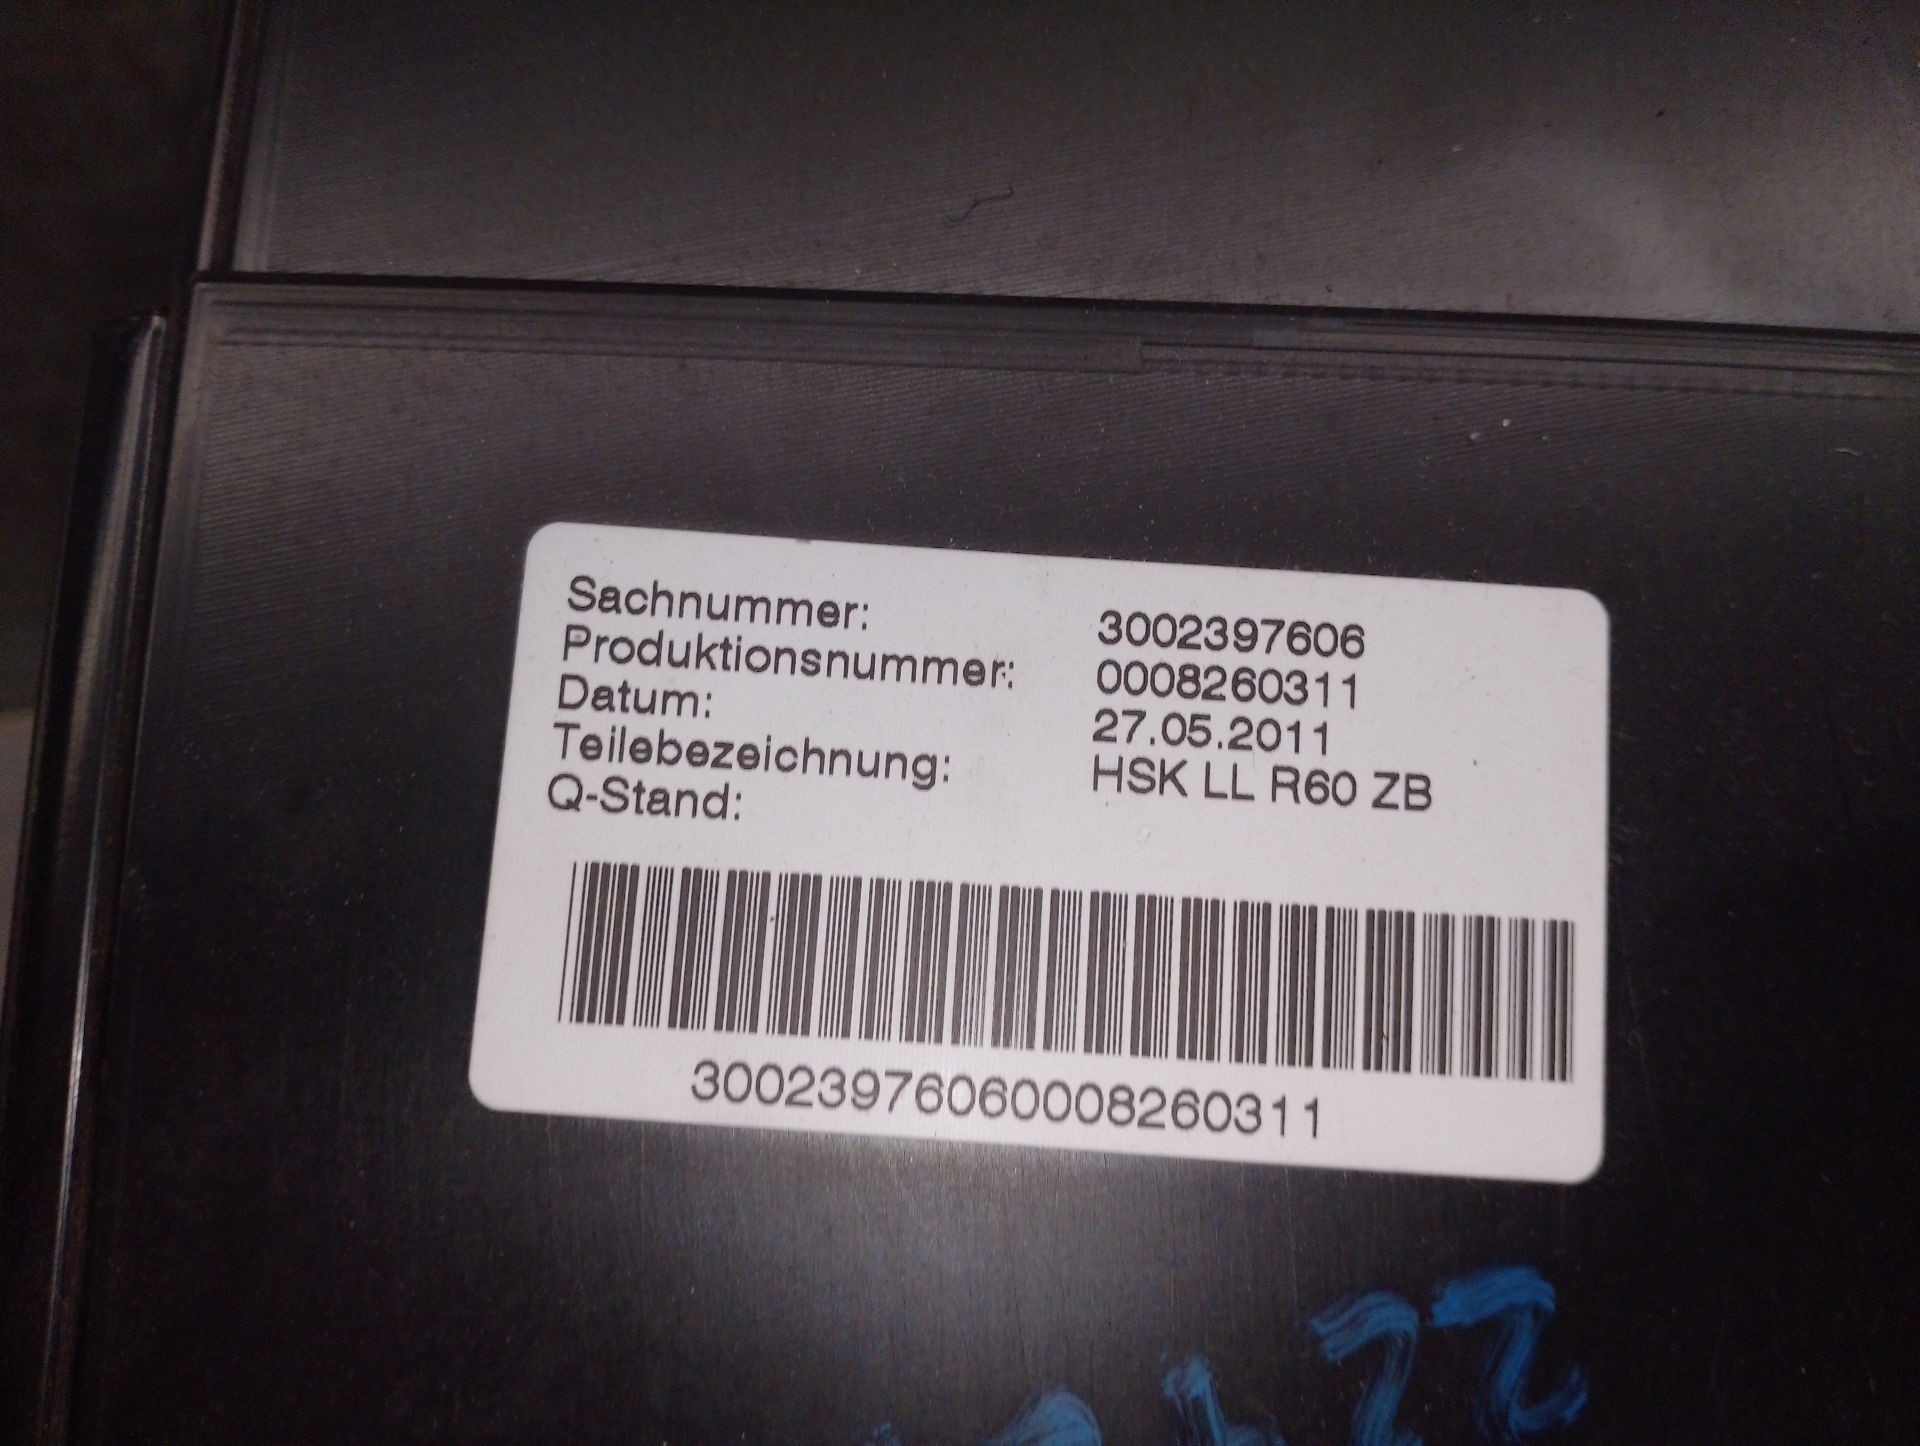 Sachnummer: 3002397606
Produktionsnummer: 0008260311
Datum: 27.05.2011
Teilebezeichnung: HSK LL R60 ZB
Q-Stand:
30023976060008260311